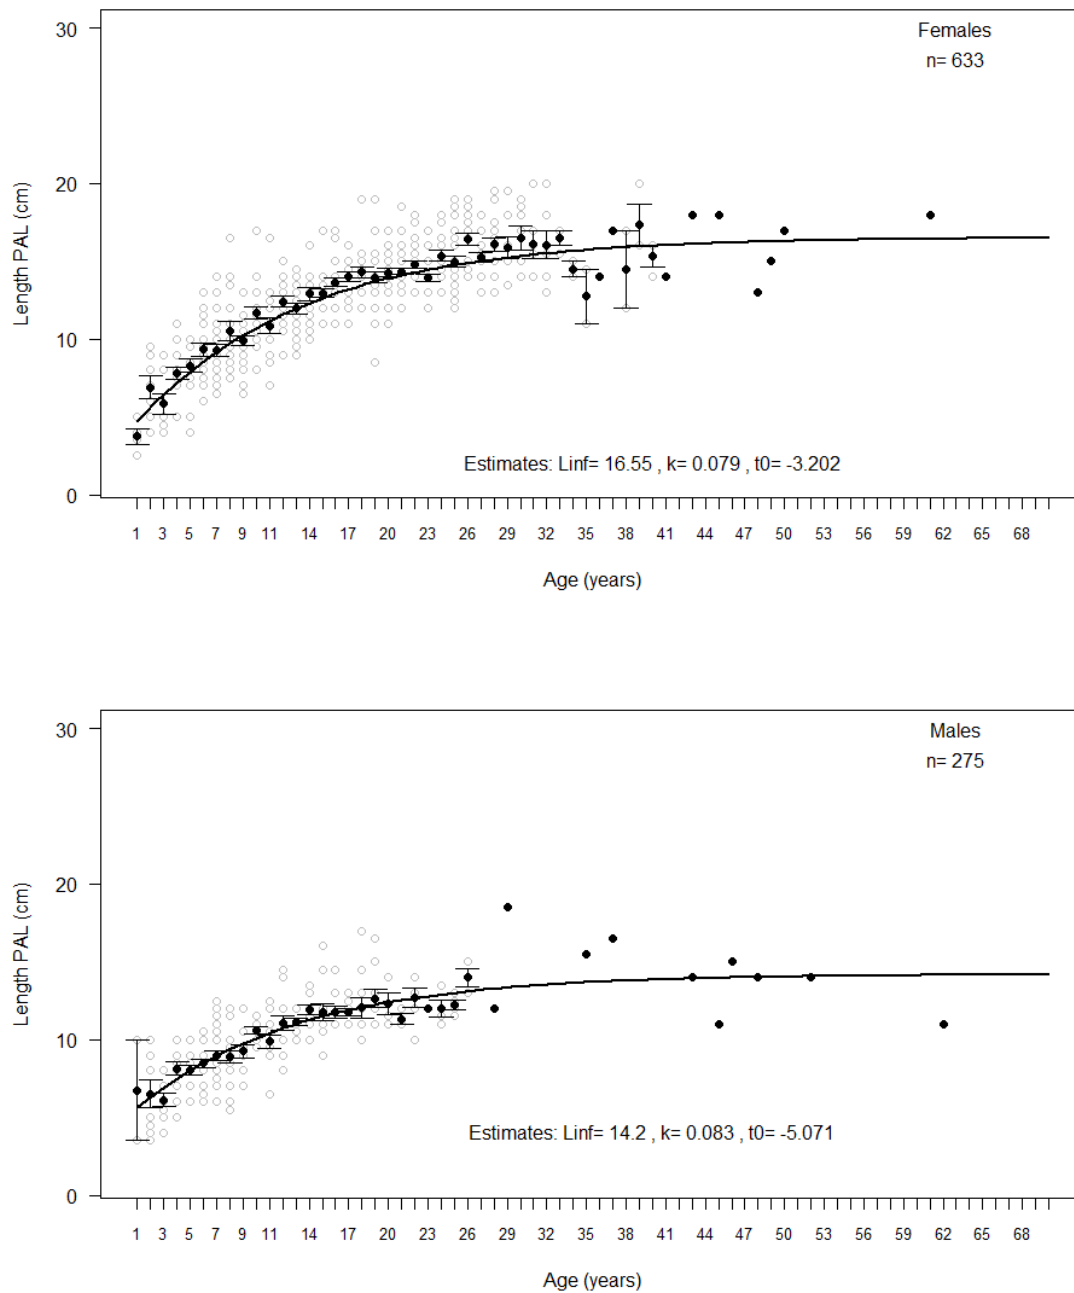 Females
n= 633
30
20
10
0
Length PAL (cm)
Estimates: Linf= 16.55 , k= 0.079 , t0= -3.202
1 3 5 7 9 11 14 17 20 23 26 29 32 35 38 41 44 47 50 53 56 59 62 65 68
Age (years)
Males
n= 275
30
20
10
0
Length PAL (cm)
Estimates: Linf= 14.2 , k= 0.083 , t0= -5.071
1 3 5 7 9 11 14 17 20 23 26 29 32 35 38 41 44 47 50 53 56 59 62 65 68
Age (years)